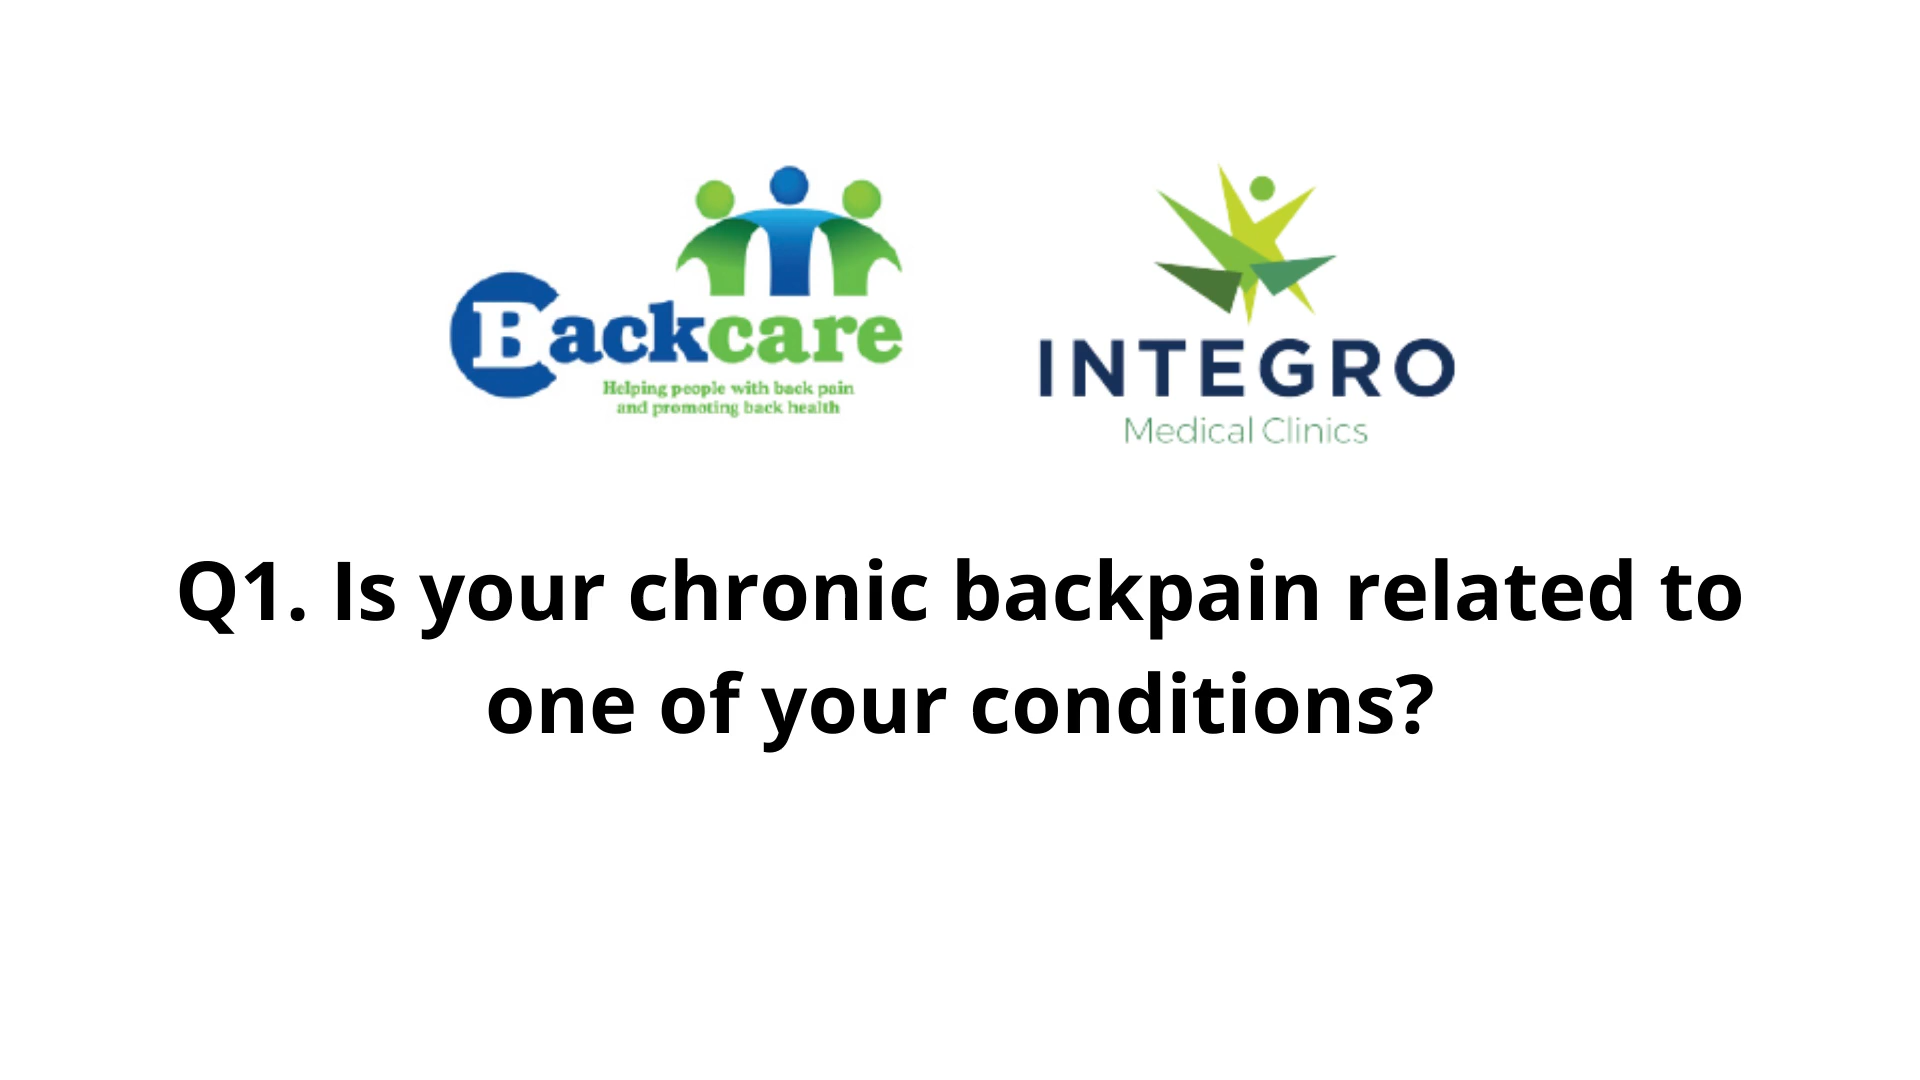 Backcare
Helping people with back pain
and promoting back health
INTEGRO
Medical Clinics
Q1. Is your chronic backpain related to
one of your conditions?